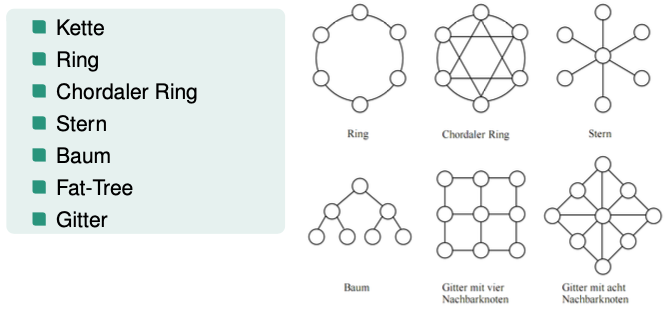 Kette
Ring
Chordaler Ring
Stern
Baum
Fat-Tree
Gitter
Ring
Chordaler Ring
Stern
Baum
Gitter mit vier
Nachbarknoten
Gitter mit acht
Nachbarknoten